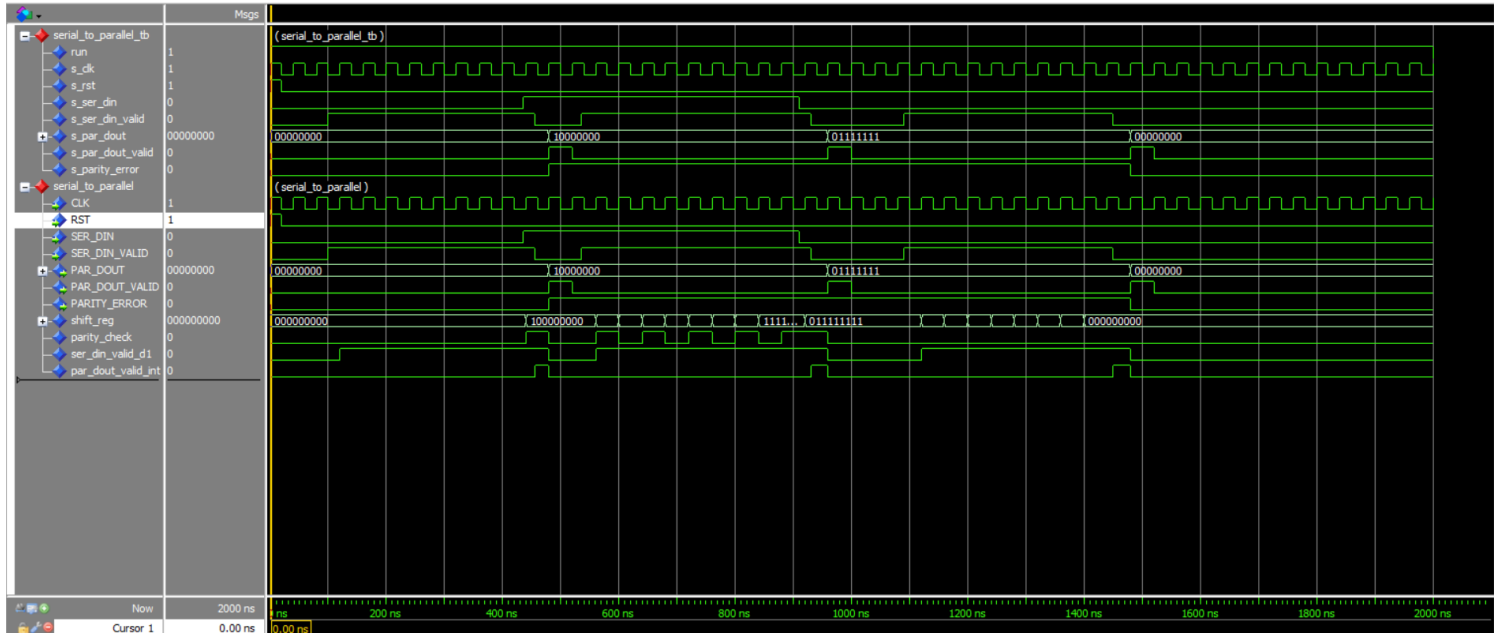 Msgs
serial_to_parallel_tb (serial_to_parallel_tb)
run 1
s_clk 1
s_rst 1
s_ser_din 0
s_ser_din_valid 0
s_par_dout 00000000 00000000 10000000 01111111 00000000
s_par_dout_valid 0
s_parity_error 0
serial_to_parallel (serial_to_parallel)
CLK 1
RST 1
SER_DIN 0
SER_DIN_VALID 0
PAR_DOUT 00000000 00000000 10000000 01111111 00000000
PAR_DOUT_VALID 0
PARITY_ERROR 0
shift_reg 000000000 000000000 100000000 1111... 011111111 000000000
parity_check 0
ser_din_valid_d1 0
par_dout_valid_int 0
Now 2000 ns ns 200 ns 400 ns 600 ns 800 ns 1000 ns 1200 ns 1400 ns 1600 ns 1800 ns 2000 ns
Cursor 1 0.00 ns 0.00 ns